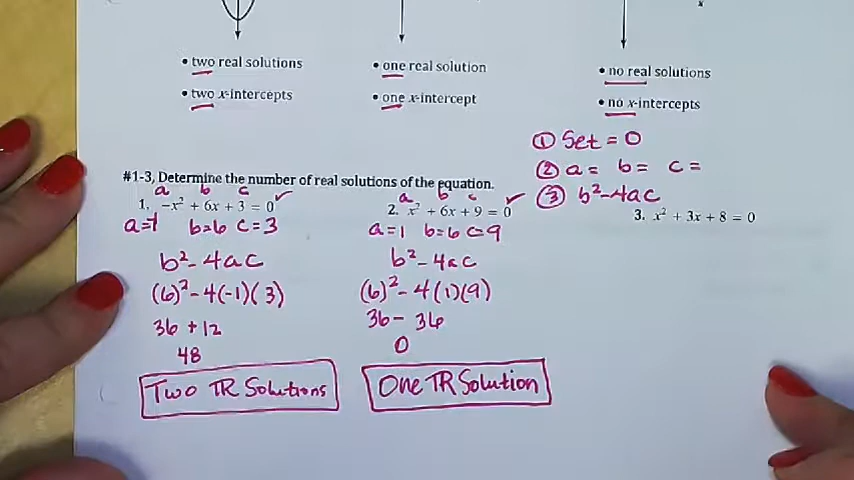 • two real solutions
• two x-intercepts
• one real solution
• one x-intercept
• no real solutions
• no x-intercepts
① Set = 0
② a = b = c =
③ b²-4ac
#1-3, Determine the number of real solutions of the equation.
a b c
1. -x² + 6x + 3 = 0 ✓
a=-1 b=6 c=3
b²-4ac
(6)²-4(-1)(3)
36 + 12
48
Two ℝ Solutions
a b c
2. x² + 6x + 9 = 0 ✓
a=1 b=6 c=9
b²-4ac
(6)²-4(1)(9)
36 - 36
0
One ℝ Solution
3. x² + 3x + 8 = 0